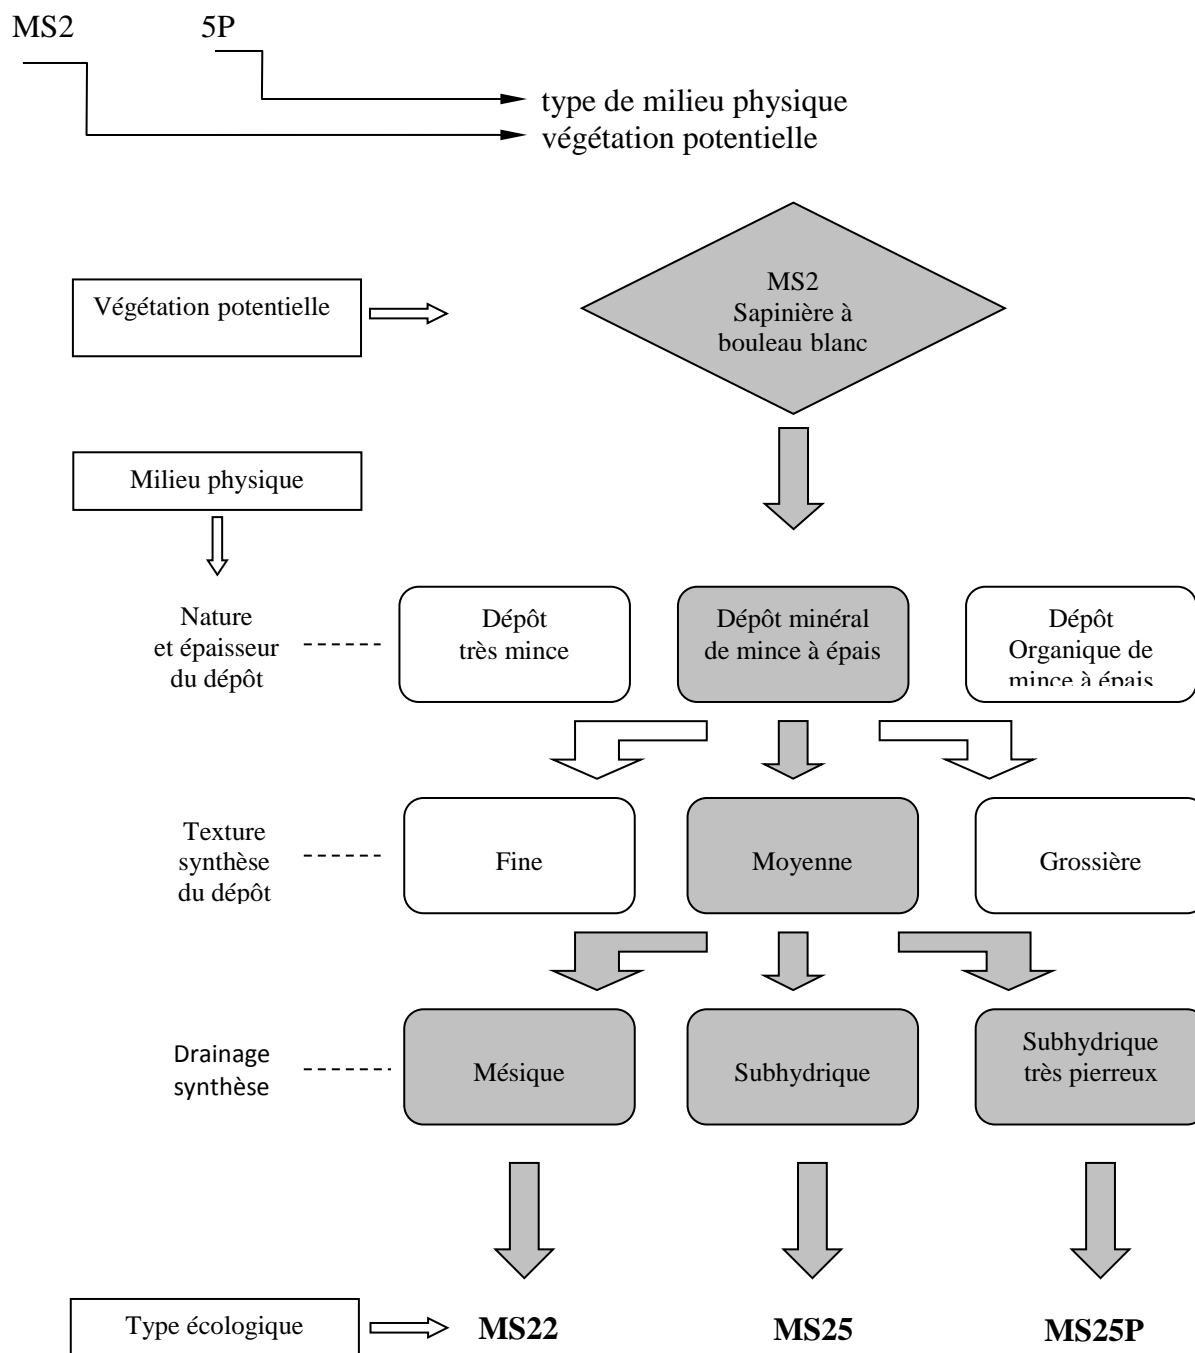 MS2 5P
type de milieu physique
végétation potentielle
Végétation potentielle
MS2
Sapinière à
bouleau blanc
Milieu physique
Nature
et épaisseur
du dépôt
Dépôt
très mince
Dépôt minéral
de mince à épais
Dépôt
Organique de
mince à épais
Texture
synthèse
du dépôt
Fine
Moyenne
Grossière
Drainage
synthèse
Mésique
Subhydrique
Subhydrique
très pierreux
Type écologique
MS22
MS25
MS25P